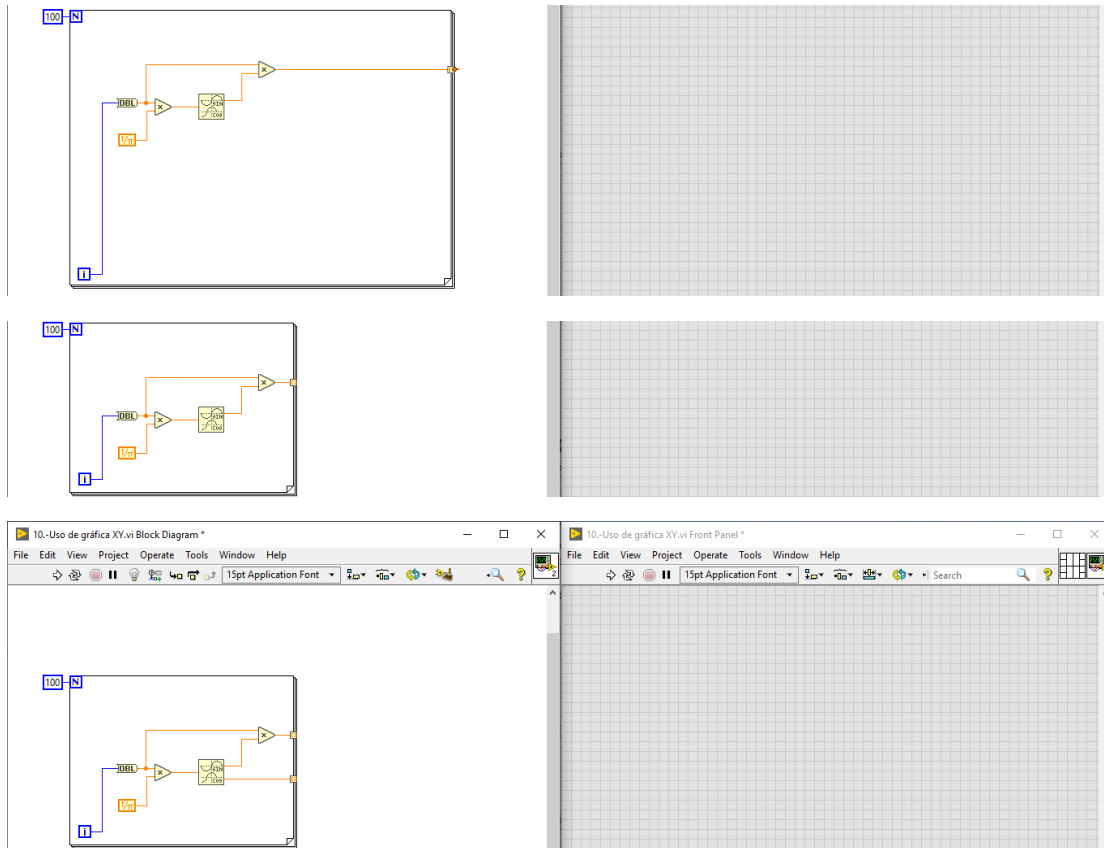 100 N
×
DBL × SIN COS
1/π
i
100 N
×
DBL × SIN COS
1/π
i
10.-Uso de gráfica XY.vi Block Diagram *
File Edit View Project Operate Tools Window Help
15pt Application Font
2
10.-Uso de gráfica XY.vi Front Panel *
File Edit View Project Operate Tools Window Help
15pt Application Font Search
100 N
×
DBL × SIN COS
1/π
i